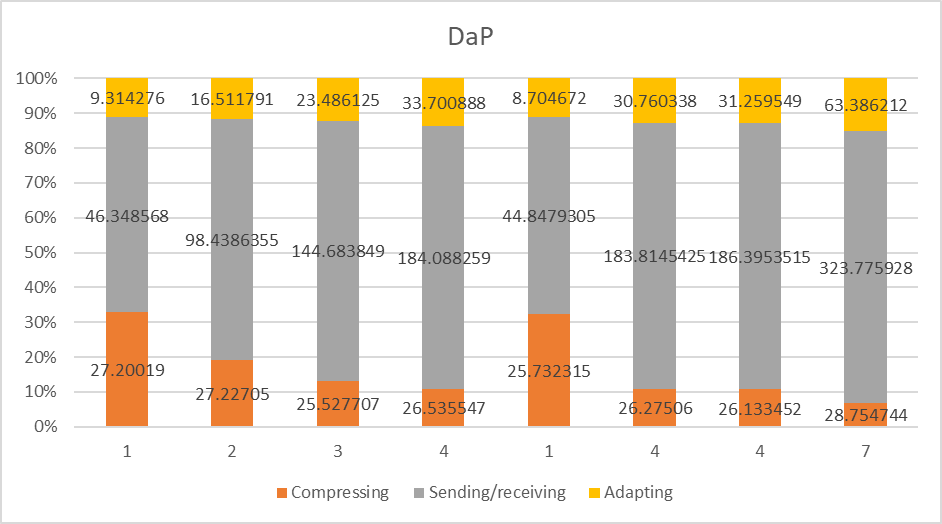 DaP
100%
90%
80%
70%
60%
50%
40%
30%
20%
10%
0%
9.314276 16.511791 23.486125 33.700888 8.704672 30.760338 31.259549 63.386212
46.348568 98.4386355 144.683849 184.088259 44.8479305 183.8145425 186.3953515 323.775928
27.20019 27.22705 25.527707 26.535547 25.732315 26.27506 26.133452 28.754744
1 2 3 4 1 4 4 7
Compressing Sending/receiving Adapting